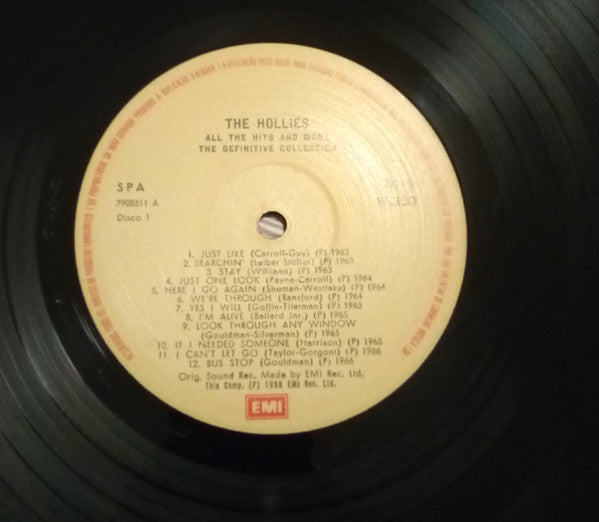 THE HOLLIES
ALL THE HITS AND MORE
THE DEFINITIVE COLLECTION
SPA
7908511 A
Disco 1
STEREO
1. JUST LIKE (Carroll-Guy) (P) 1963
2. SEARCHIN' (Leiber Stoller) (P) 1963
3. STAY (Williams) (P) 1963
4. JUST ONE LOOK (Payne-Carroll) (P) 1964
5. HERE I GO AGAIN (Shuman-Westlake) (P) 1964
6. WE'RE THROUGH (Ransford) (P) 1964
7. YES I WILL (Goffin-Titelman) (P) 1965
8. I'M ALIVE (Ballard Jnr.) (P) 1965
9. LOOK THROUGH ANY WINDOW
(Gouldman-Silverman) (P) 1965
10. IF I NEEDED SOMEONE (Harrison) (P) 1965
11. I CAN'T LET GO (Taylor-Gorgoni) (P) 1966
12. BUS STOP (Gouldman) (P) 1966
Orig. Sound Rec. Made by EMI Rec. Ltd.
This Comp. (P) 1988 EMI Rec. Ltd.
EMI